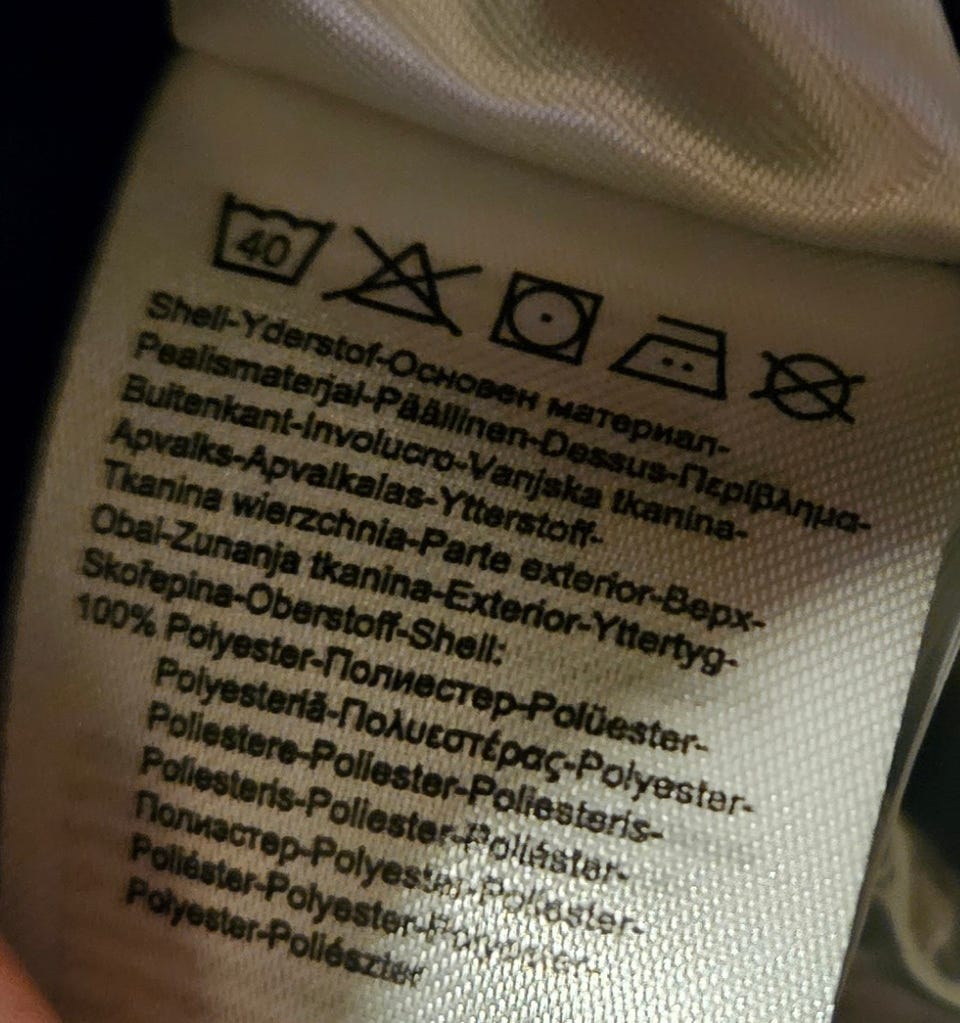 40
Shell-Yderstof-Основен материал-
Pealismaterjal-Päällinen-Dessus-Περίβλημα-
Buitenkant-Involucro-Vanjska tkanina-
Apvalks-Apvalkalas-Ytterstoff-
Tkanina wierzchnia-Parte exterior-Верх-
Obal-Zunanja tkanina-Exterior-Yttertyg-
Skořepina-Oberstoff-Shell:
100% Polyester-Полиестер-Polüester-
Polyesteriä-Πολυεστέρας-Polyester-
Poliestere-Poliester-Poliesteris-
Poliesteris-Poliester-Poliéster-
Полиэстер-Polyester-Poliester-
Poliéster-Polyester-Polyester-
Polyester-Poliészter